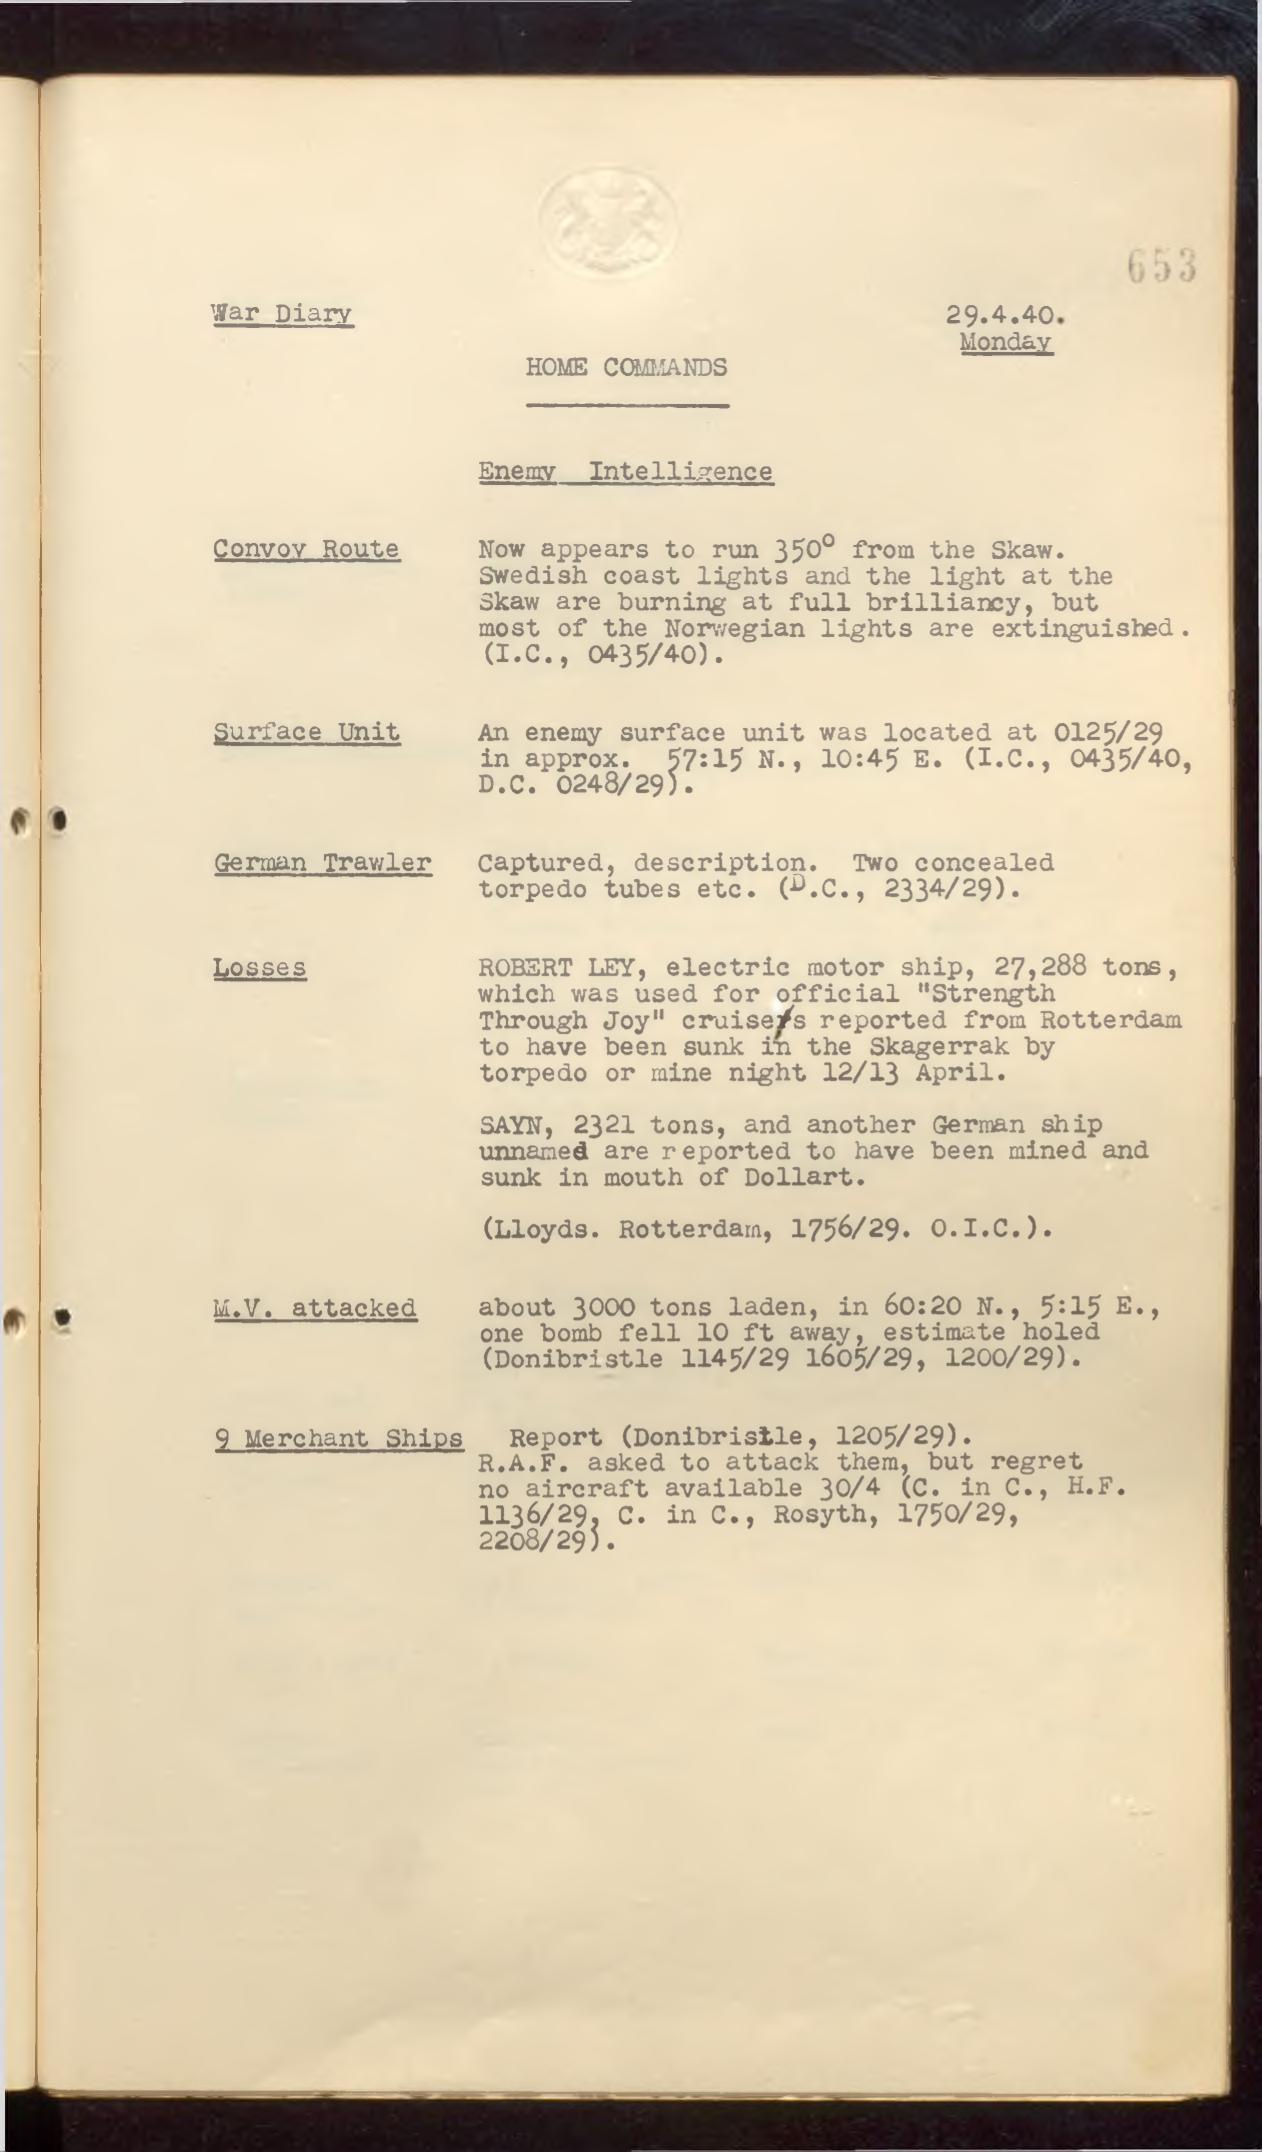 653
War Diary 29.4.40.
Monday
HOME COMMANDS
Enemy Intelligence
Convoy Route Now appears to run 350° from the Skaw.
Swedish coast lights and the light at the
Skaw are burning at full brilliancy, but
most of the Norwegian lights are extinguished.
(I.C., 0435/40).
Surface Unit An enemy surface unit was located at 0125/29
in approx. 57:15 N., 10:45 E. (I.C., 0435/40,
D.C. 0248/29).
German Trawler Captured, description. Two concealed
torpedo tubes etc. (D.C., 2334/29).
Losses ROBERT LEY, electric motor ship, 27,288 tons,
which was used for official "Strength
Through Joy" cruises reported from Rotterdam
to have been sunk in the Skagerrak by
torpedo or mine night 12/13 April.
SAYN, 2321 tons, and another German ship
unnamed are reported to have been mined and
sunk in mouth of Dollart.
(Lloyds. Rotterdam, 1756/29. O.I.C.).
M.V. attacked about 3000 tons laden, in 60:20 N., 5:15 E.,
one bomb fell 10 ft away, estimate holed
(Donibristle 1145/29 1605/29, 1200/29).
9 Merchant Ships Report (Donibristle, 1205/29).
R.A.F. asked to attack them, but regret
no aircraft available 30/4 (C. in C., H.F.
1136/29, C. in C., Rosyth, 1750/29,
2208/29).